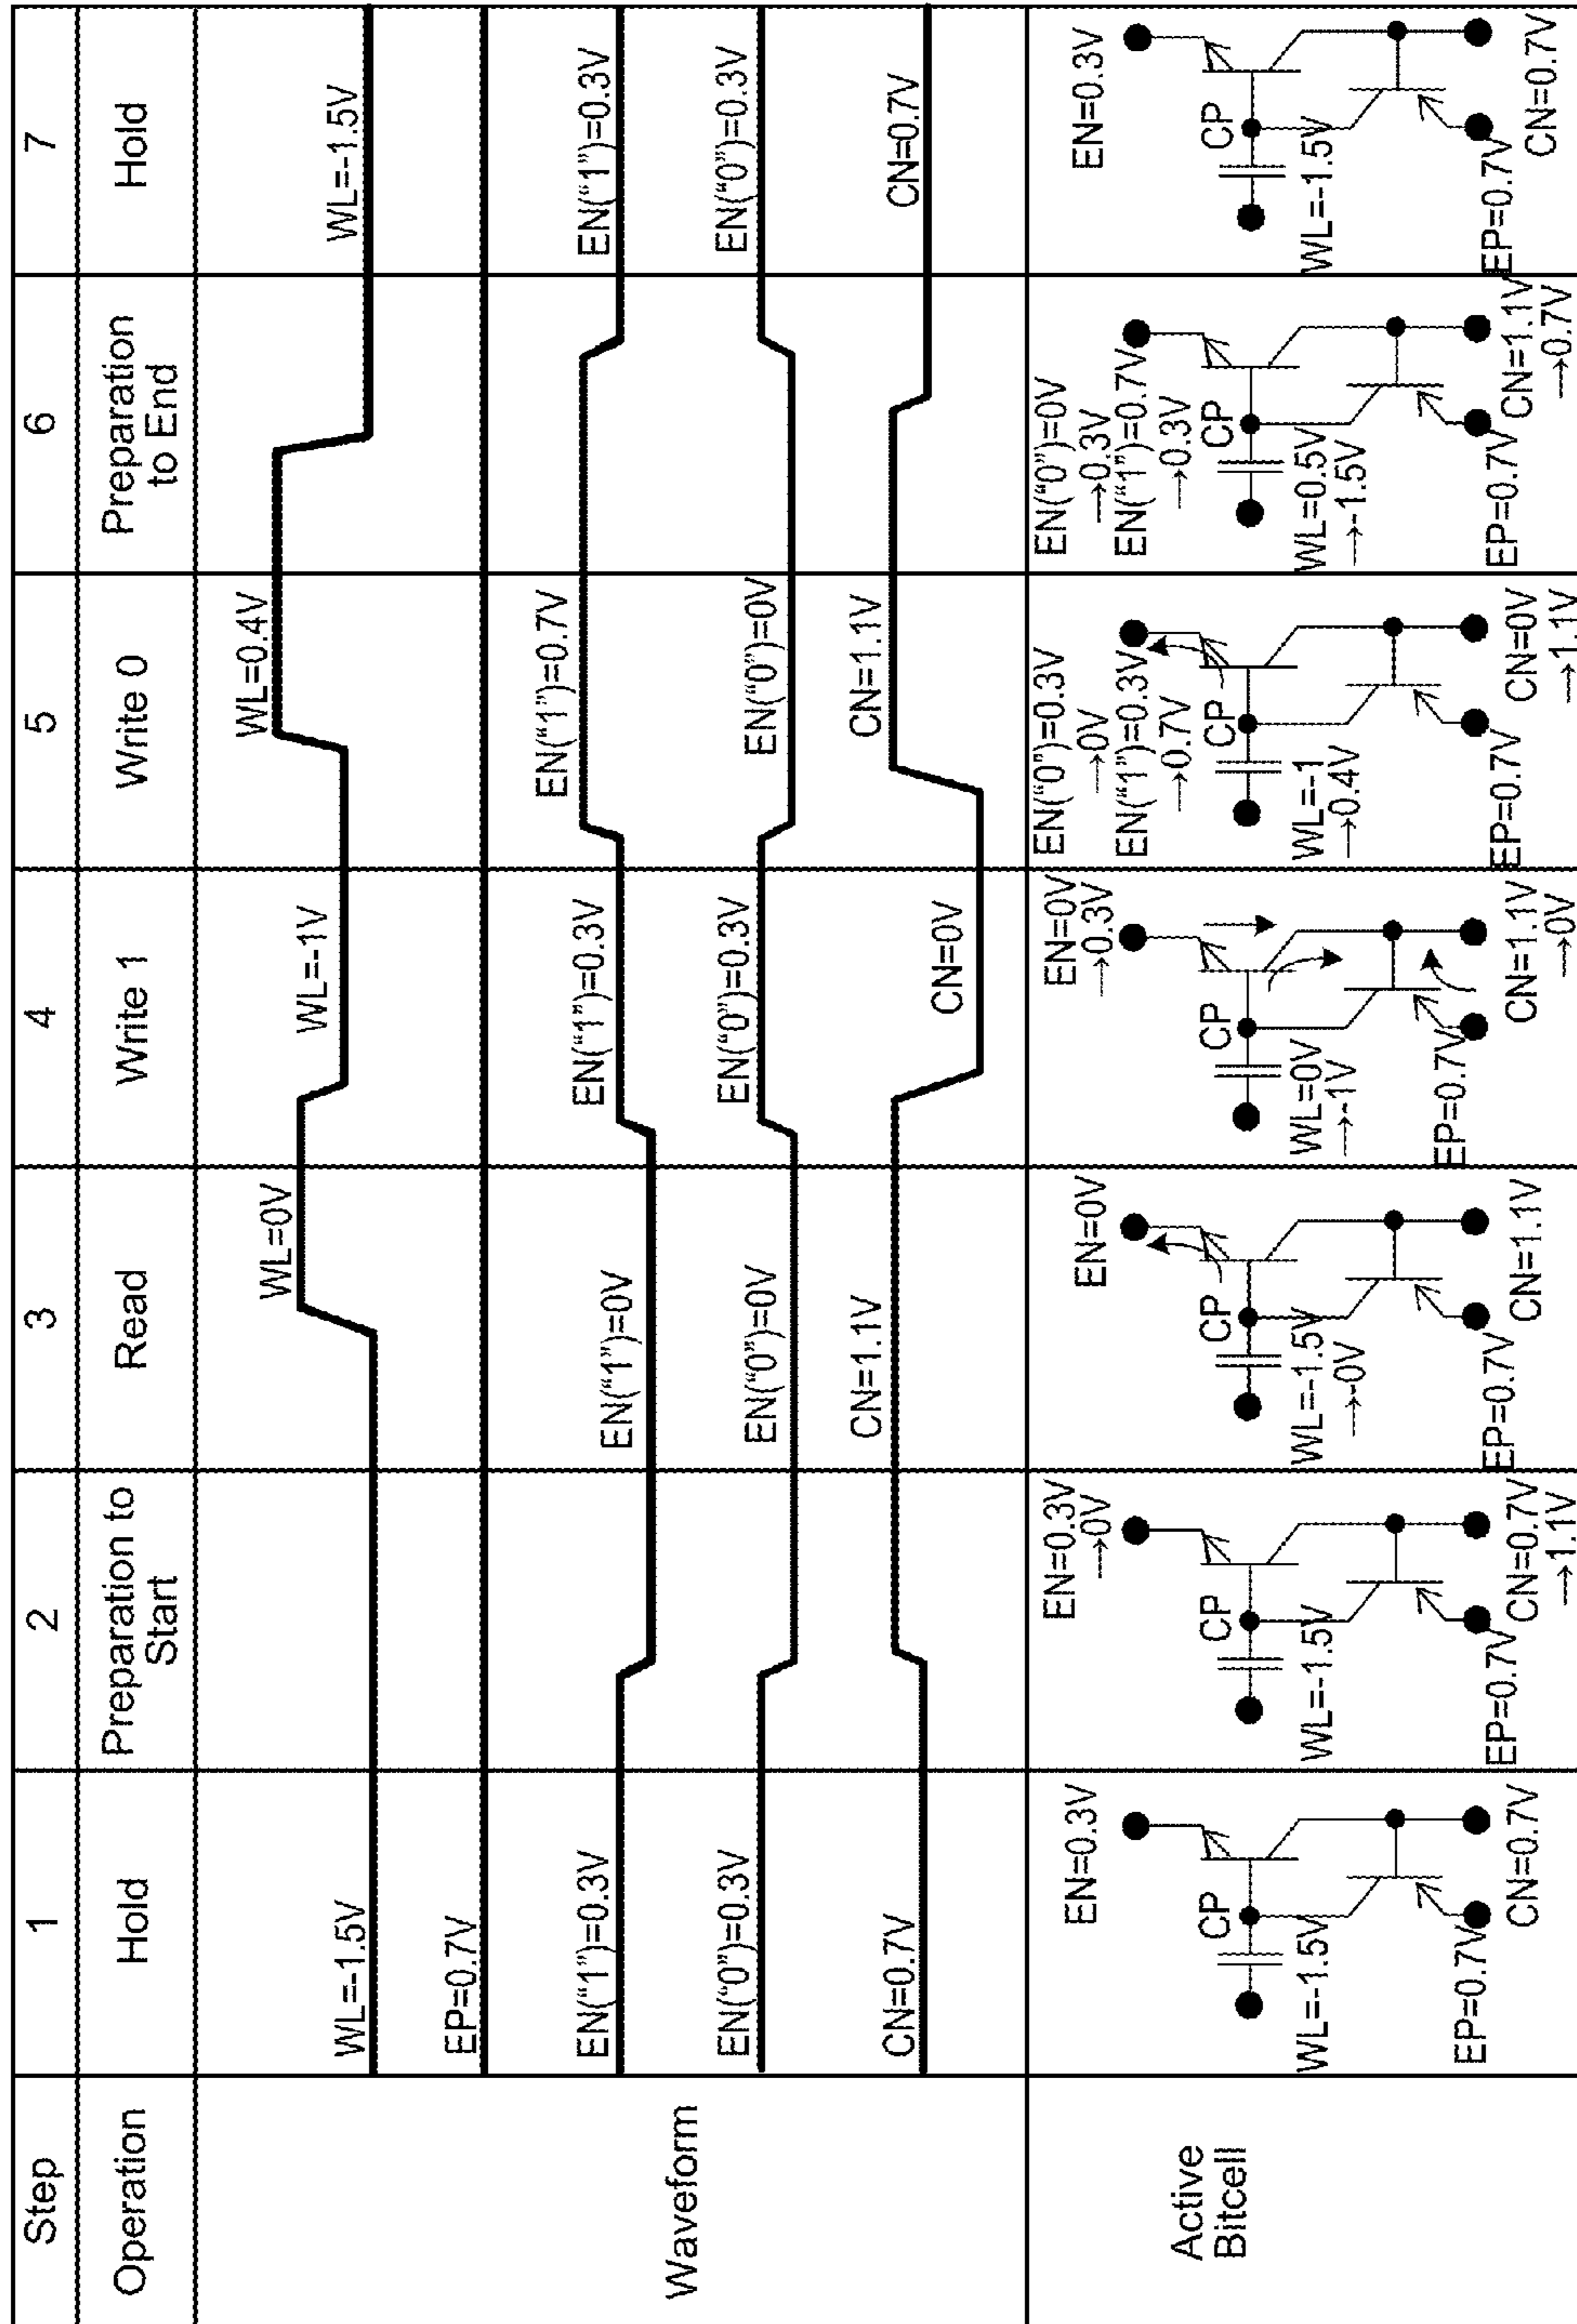 Step
1
2
3
4
5
6
7
Operation
Hold
Preparation to
Start
Read
Write 1
Write 0
Preparation
to End
Hold
Waveform
WL=-1.5V
WL=0V
WL=-1V
WL=0.4V
WL=-1.5V
EP=0.7V
EN("1")=0.3V
EN("1")=0V
EN("1")=0.3V
EN("1")=0.7V
EN("1")=0.3V
EN("0")=0.3V
EN("0")=0V
EN("0")=0.3V
EN("0")=0V
EN("0")=0.3V
CN=0.7V
CN=1.1V
CN=0V
CN=1.1V
CN=0.7V
Active
Bitcell
EN=0.3V
CP
WL=-1.5V
EP=0.7V
CN=0.7V
EN=0.3V
→0V
CP
WL=-1.5V
EP=0.7V
CN=0.7V
→1.1V
EN=0V
CP
WL=-1.5V
→0V
EP=0.7V
CN=1.1V
EN=0V
→0.3V
CP
WL=0V
→-1V
EP=0.7V
CN=1.1V
→0V
EN("0")=0.3V
→0V
EN("1")=0.3V
→0.7V
CP
WL=-1
→0.4V
EP=0.7V
CN=0V
→1.1V
EN("0")=0V
→0.3V
EN("1")=0.7V
→0.3V
CP
WL=0.5V
→-1.5V
EP=0.7V
CN=1.1V
→0.7V
EN=0.3V
CP
WL=-1.5V
EP=0.7V
CN=0.7V